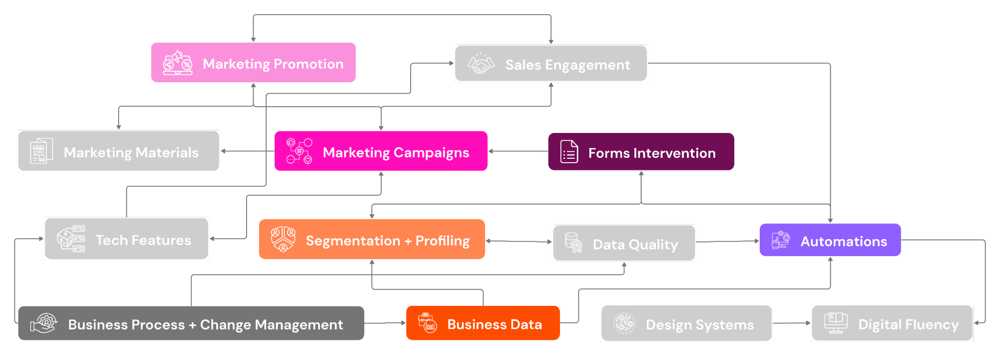 Marketing Promotion
Sales Engagement
Marketing Materials
Marketing Campaigns
Forms Intervention
Tech Features
Segmentation + Profiling
Data Quality
Automations
Business Process + Change Management
Business Data
Design Systems
Digital Fluency